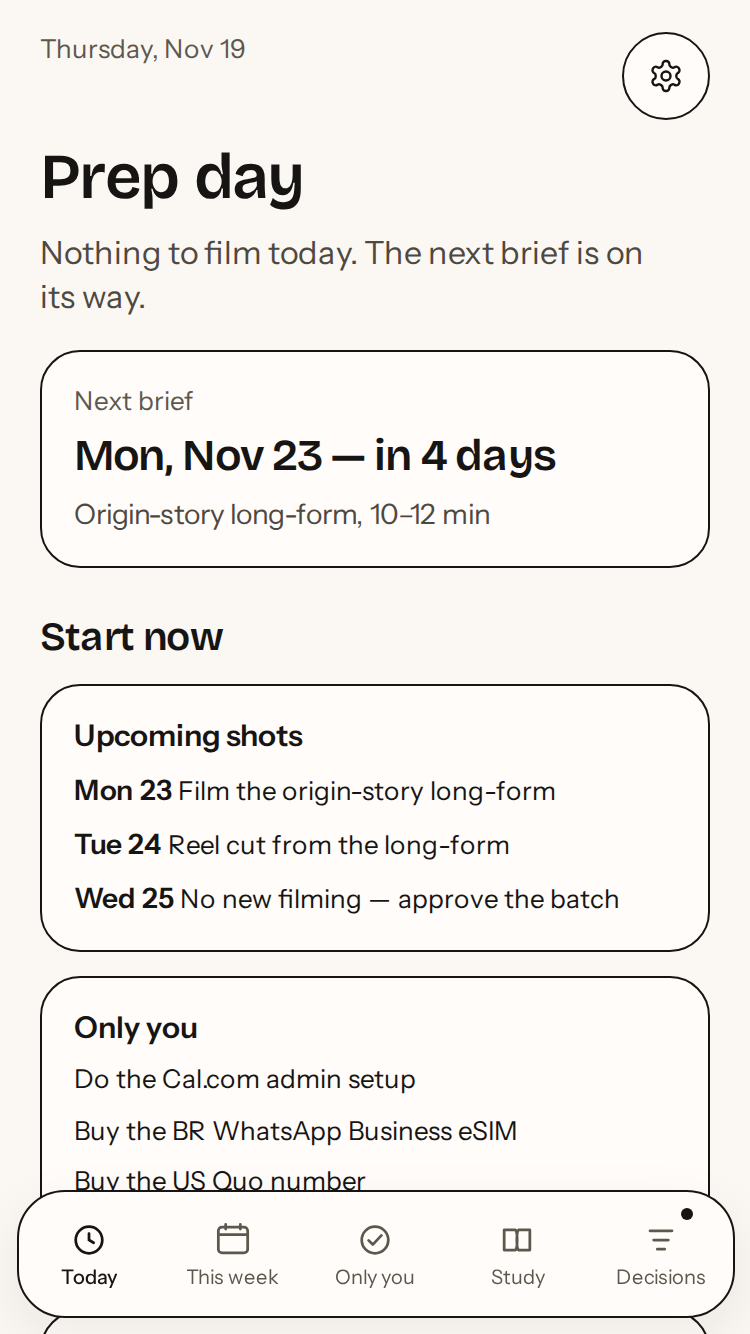 Thursday, Nov 19
Prep day
Nothing to film today. The next brief is on
its way.
Next brief
Mon, Nov 23 — in 4 days
Origin-story long-form, 10–12 min
Start now
Upcoming shots
Mon 23 Film the origin-story long-form
Tue 24 Reel cut from the long-form
Wed 25 No new filming — approve the batch
Only you
Do the Cal.com admin setup
Buy the BR WhatsApp Business eSIM
Buy the US Quo number
Today
This week
Only you
Study
Decisions